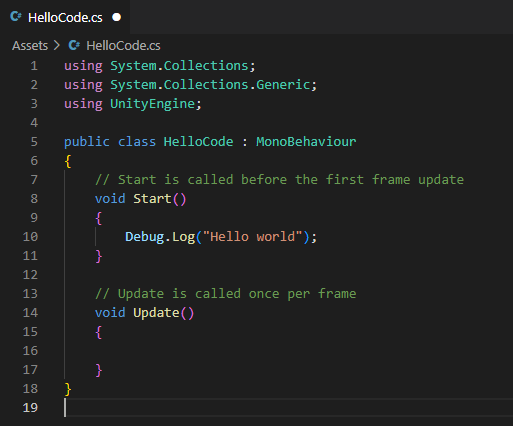 HelloCode.cs
Assets > HelloCode.cs
1 using System.Collections;
2 using System.Collections.Generic;
3 using UnityEngine;
4
5 public class HelloCode : MonoBehaviour
6 {
7     // Start is called before the first frame update
8     void Start()
9     {
10         Debug.Log("Hello world");
11     }
12
13     // Update is called once per frame
14     void Update()
15     {
16
17     }
18 }
19